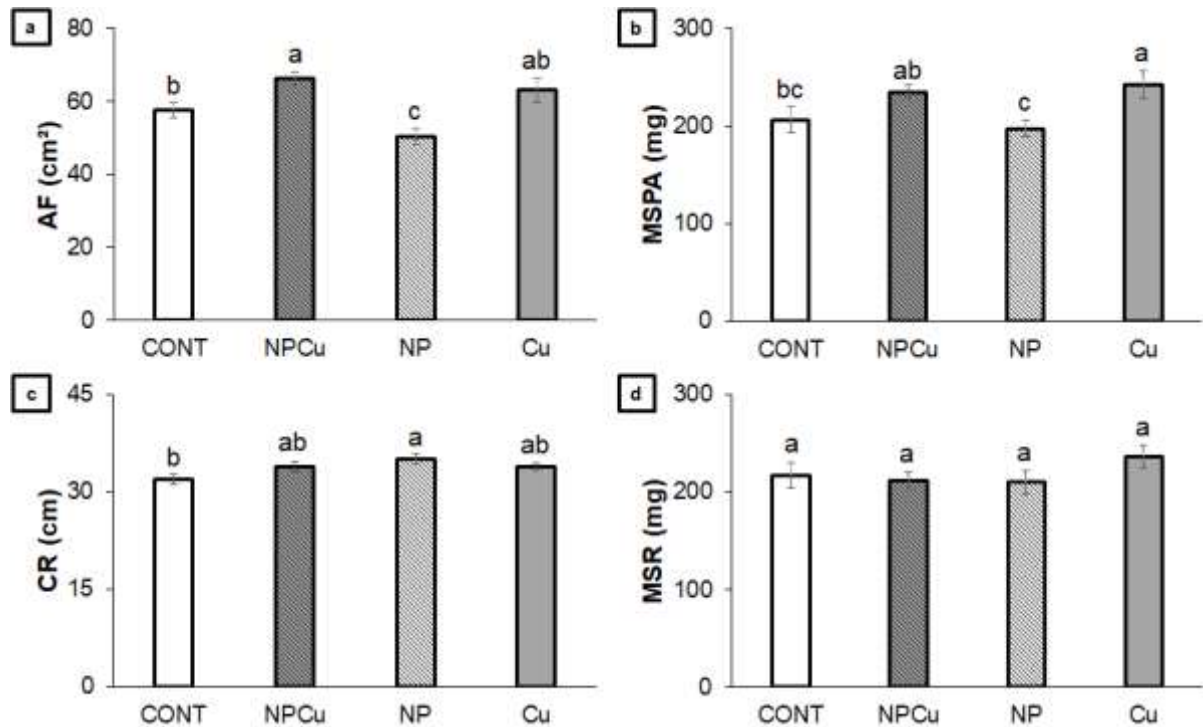 a
AF (cm²)
80
60
40
20
0
b
a
c
ab
CONT
NPCu
NP
Cu
b
MSPA (mg)
300
200
100
0
bc
ab
c
a
CONT
NPCu
NP
Cu
c
CR (cm)
45
30
15
0
b
ab
a
ab
CONT
NPCu
NP
Cu
d
MSR (mg)
300
200
100
0
a
a
a
a
CONT
NPCu
NP
Cu